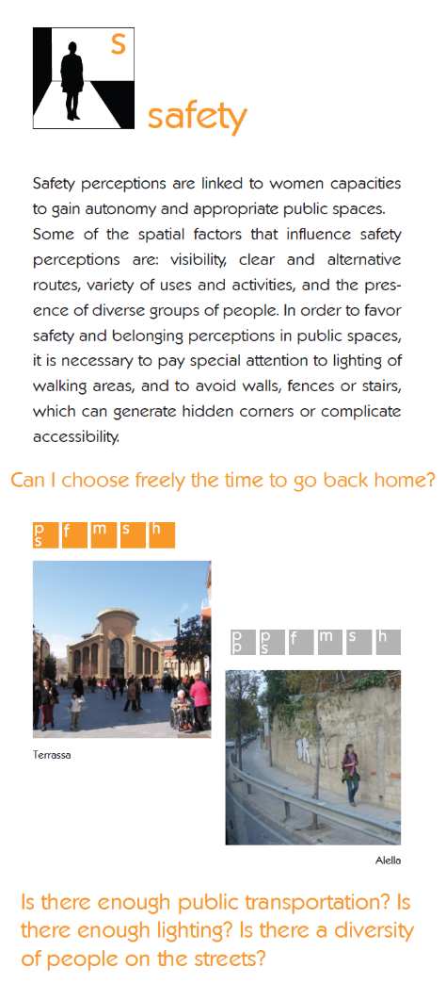 s
safety
Safety perceptions are linked to women capacities
to gain autonomy and appropriate public spaces.
Some of the spatial factors that influence safety
perceptions are: visibility, clear and alternative
routes, variety of uses and activities, and the pres-
ence of diverse groups of people. In order to favor
safety and belonging perceptions in public spaces,
it is necessary to pay special attention to lighting of
walking areas, and to avoid walls, fences or stairs,
which can generate hidden corners or complicate
accessibility.
Can I choose freely the time to go back home?
p s f m s h
p p p s f m s h
Terrassa
Alella
Is there enough public transportation? Is
there enough lighting? Is there a diversity
of people on the streets?